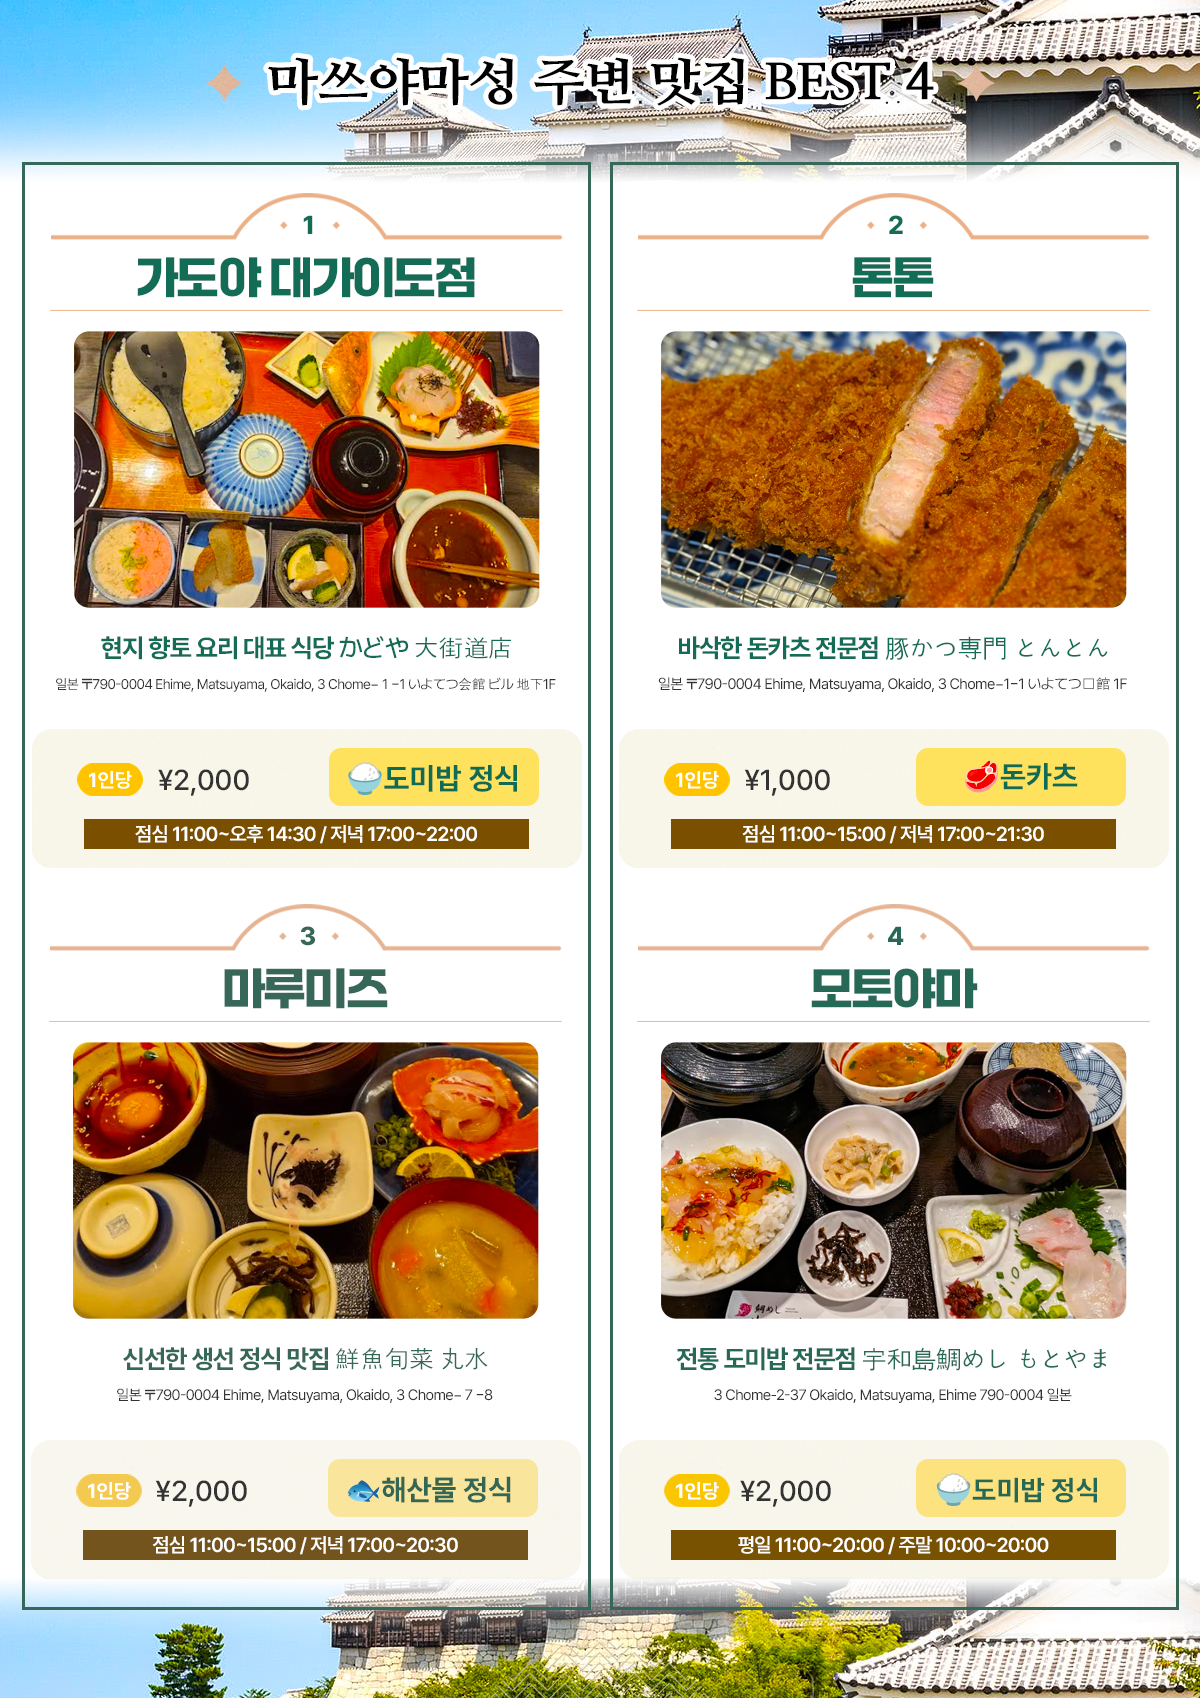 마쓰야마성 주변 맛집 BEST 4
1
가도야 대가이도점
현지 향토 요리 대표 식당 かどや 大街道店
일본 〒790-0004 Ehime, Matsuyama, Okaido, 3 Chome− 1 −1 いよてつ会館 ビル 地下1F
1인당 ¥2,000
🍚도미밥 정식
점심 11:00~오후 14:30 / 저녁 17:00~22:00
2
톤톤
바삭한 돈카츠 전문점 豚かつ専門 とんとん
일본 〒790-0004 Ehime, Matsuyama, Okaido, 3 Chome−1−1 いよてつ□館 1F
1인당 ¥1,000
🥩돈카츠
점심 11:00~15:00 / 저녁 17:00~21:30
3
마루미즈
신선한 생선 정식 맛집 鮮魚旬菜 丸水
일본 〒790-0004 Ehime, Matsuyama, Okaido, 3 Chome− 7 −8
1인당 ¥2,000
🐟해산물 정식
점심 11:00~15:00 / 저녁 17:00~20:30
4
모토야마
鯛めし
전통 도미밥 전문점 宇和島鯛めし もとやま
3 Chome-2-37 Okaido, Matsuyama, Ehime 790-0004 일본
1인당 ¥2,000
🍚도미밥 정식
평일 11:00~20:00 / 주말 10:00~20:00